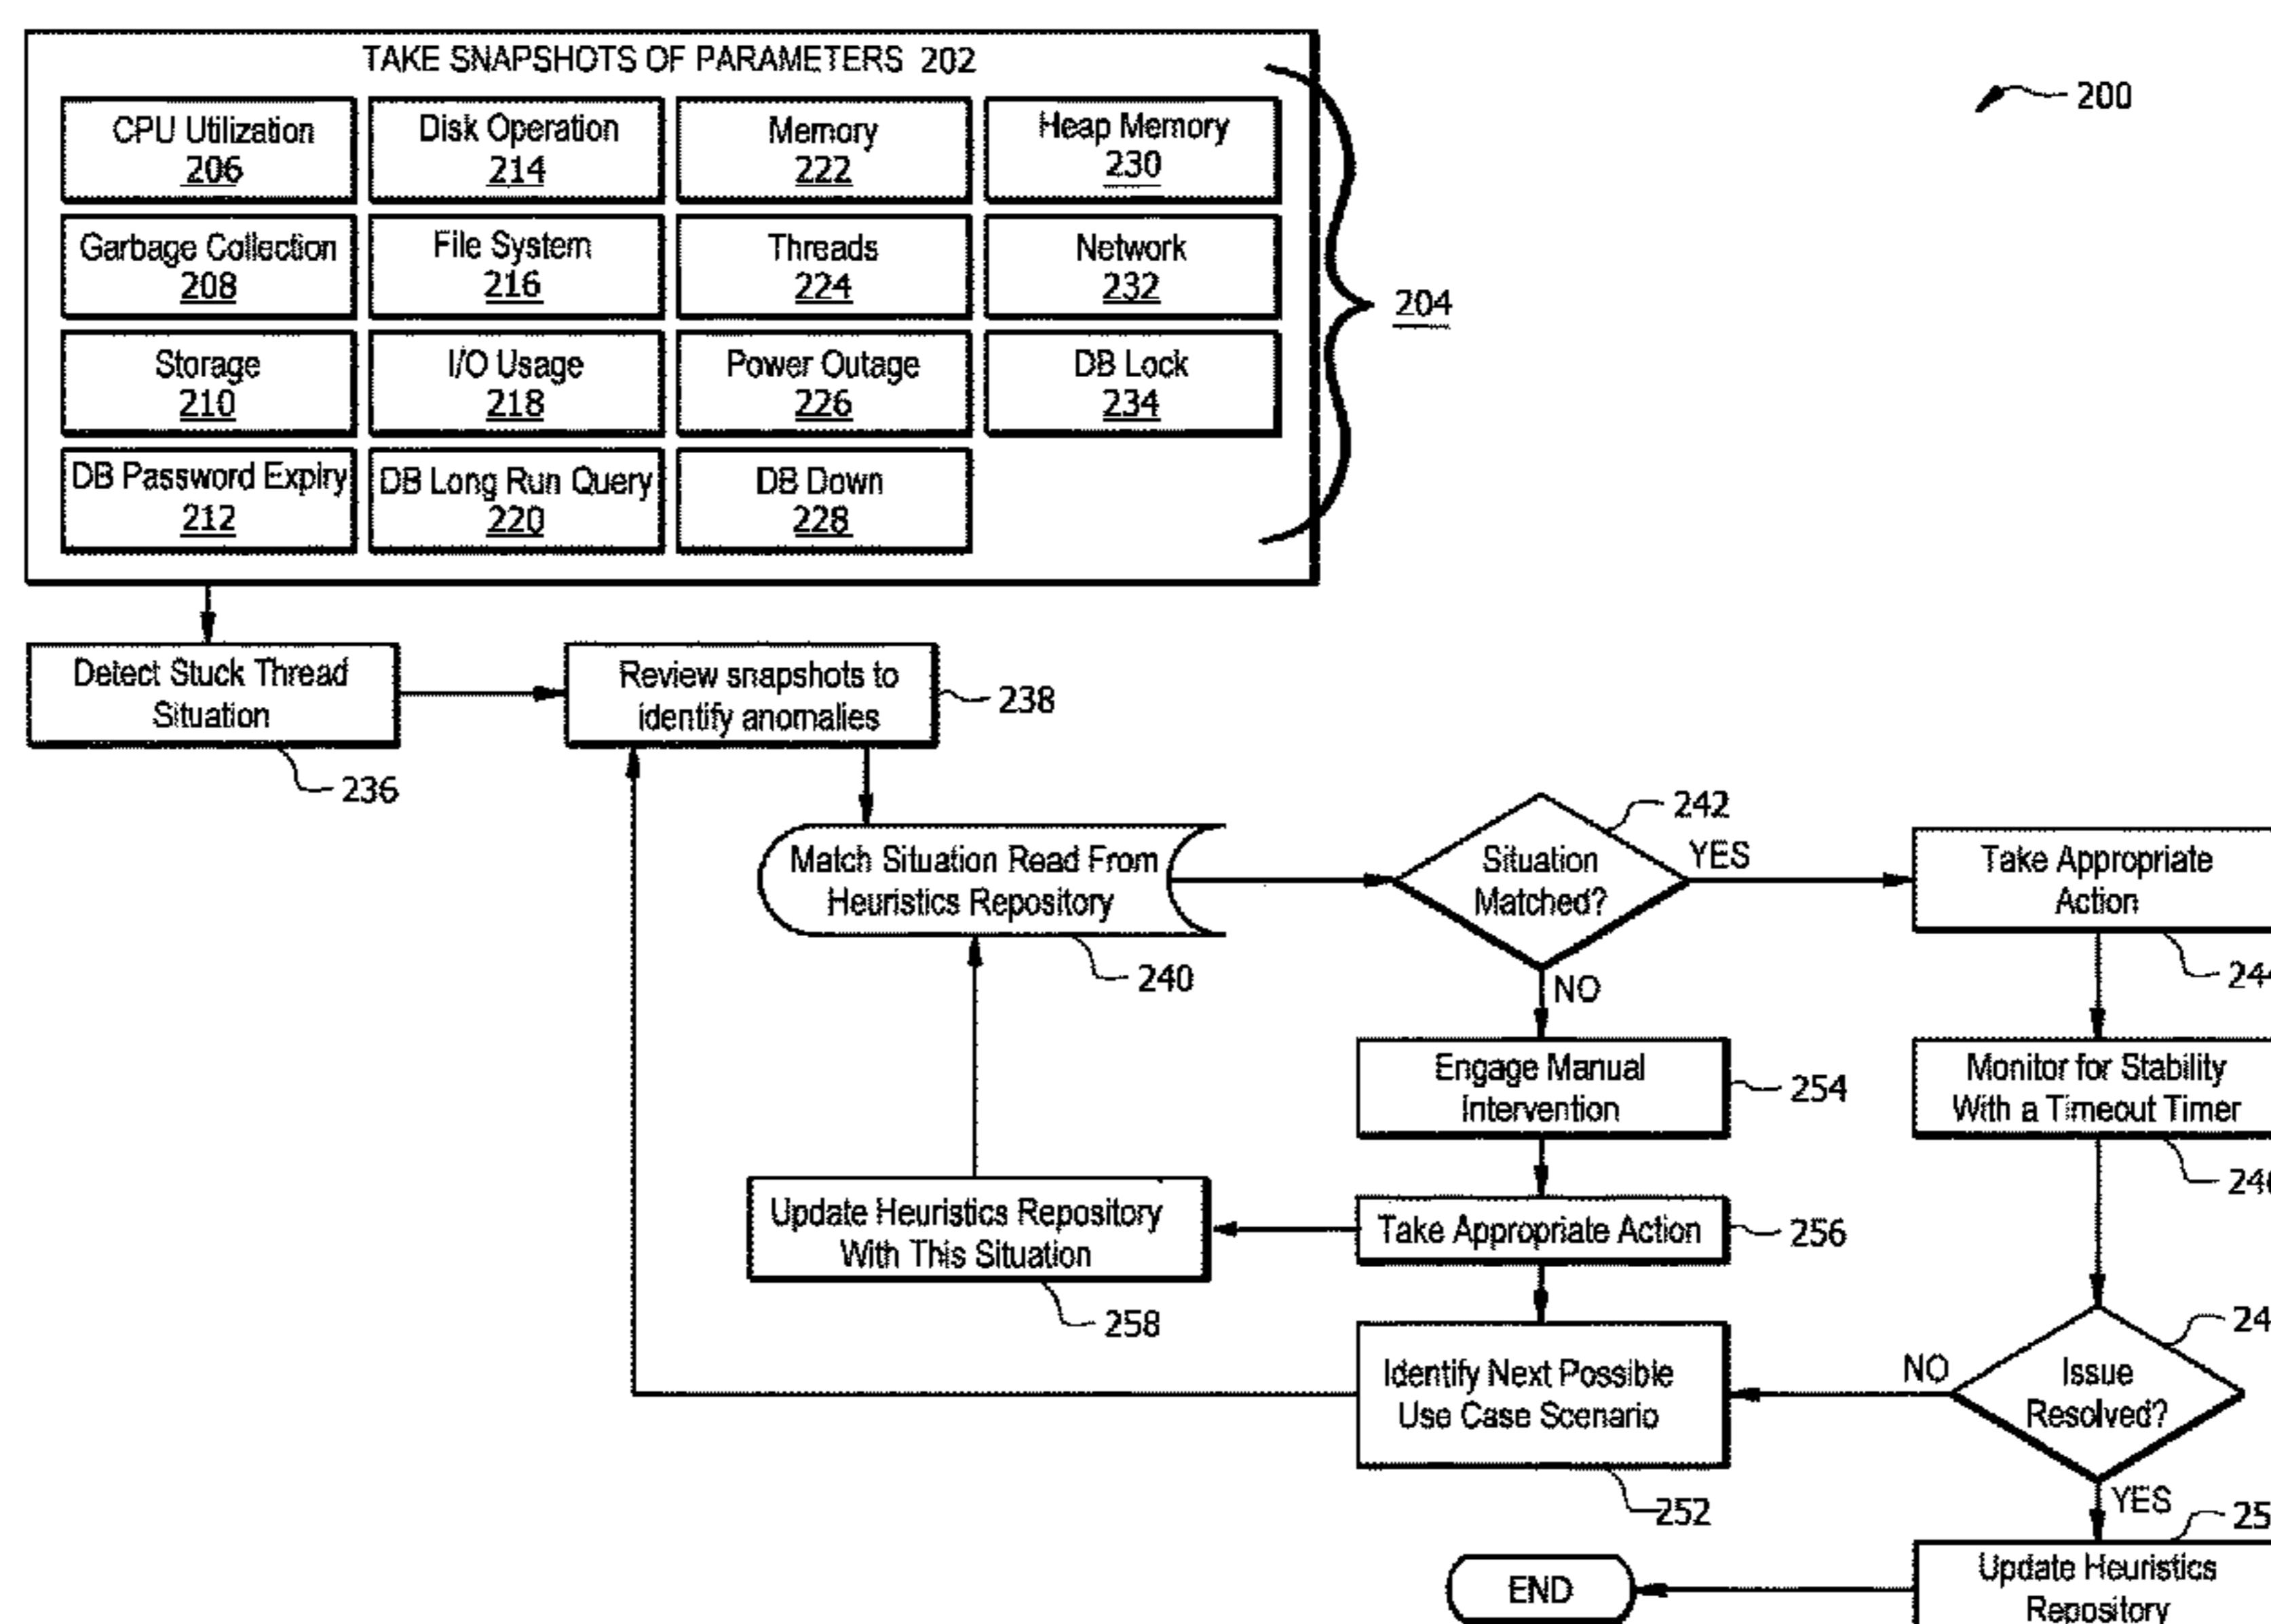 TAKE SNAPSHOTS OF PARAMETERS 202
200
CPU Utilization
206
Disk Operation
214
Memory
222
Heap Memory
230
Garbage Collection
208
File System
216
Threads
224
Network
232
204
Storage
210
I/O Usage
218
Power Outage
226
DB Lock
234
DB Password Expiry
212
DB Long Run Query
220
DB Down
228
Detect Stuck Thread
Situation
236
Review snapshots to
identify anomalies
238
Match Situation Read From
Heuristics Repository
240
242
Situation
Matched?
YES
NO
Take Appropriate
Action
Engage Manual
Intervention
254
Monitor for Stability
With a Timeout Timer
Update Heuristics Repository
With This Situation
258
Take Appropriate Action
256
Identify Next Possible
Use Case Scenario
252
NO
Issue
Resolved?
YES
Update Heuristics
Repository
END